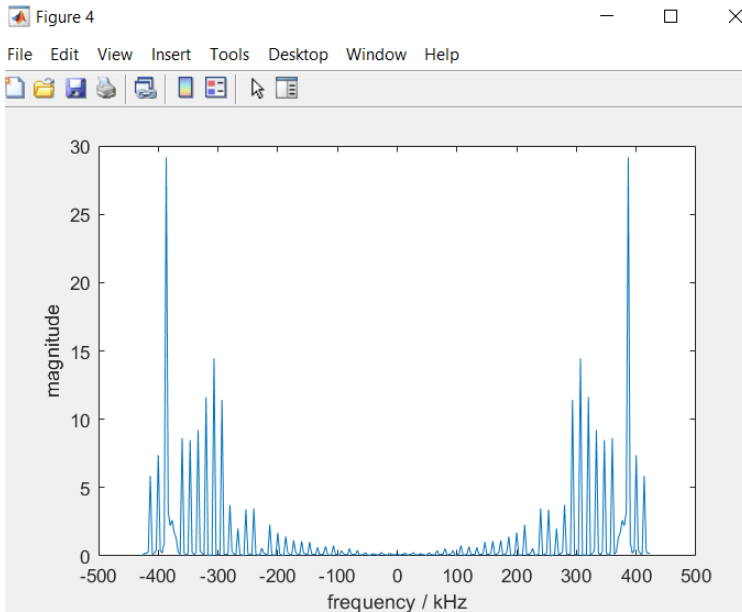 Figure 4
File Edit View Insert Tools Desktop Window Help
30
25
20
15
10
5
0
magnitude
-500 -400 -300 -200 -100 0 100 200 300 400 500
frequency / kHz